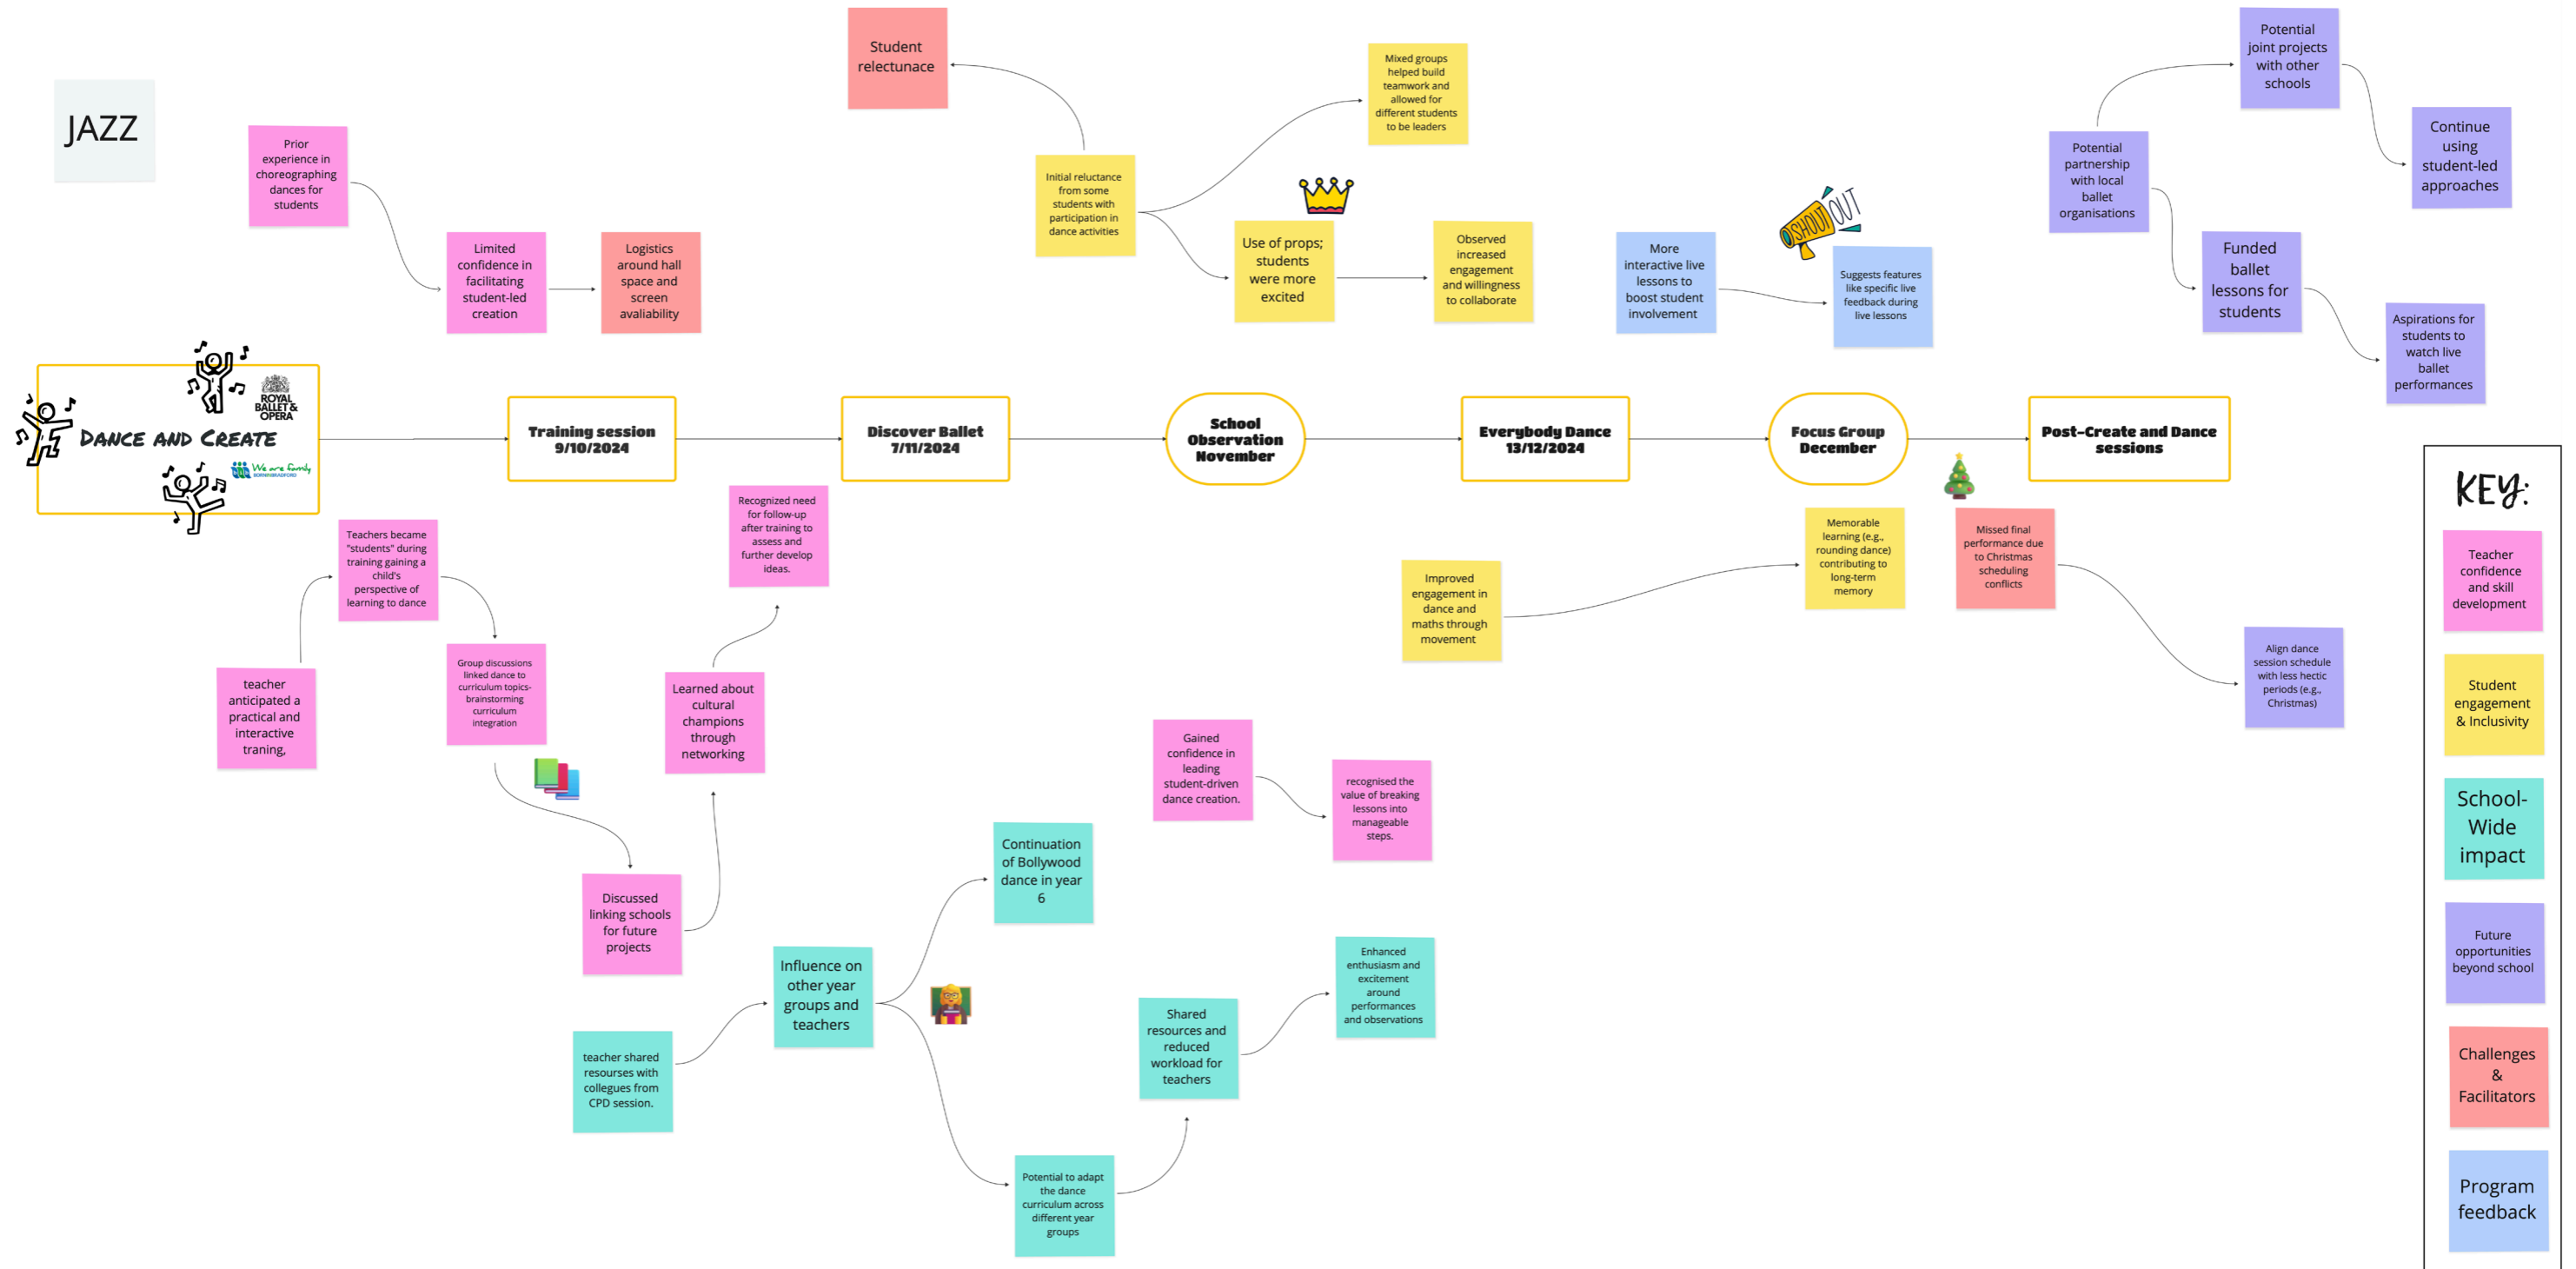 JAZZ
Prior
experience in
choreographing
dances for
students
Limited
confidence in
facilitating
student-led
creation
Logistics
around hall
space and
screen
avaliability
Student
relectunace
Initial reluctance
from some
students with
participation in
dance activities
Mixed groups
helped build
teamwork and
allowed for
different students
to be leaders
Use of props;
students
were more
excited
Observed
increased
engagement
and willingness
to collaborate
More
interactive live
lessons to
boost student
involvement
SHOUT OUT
Suggests features
like specific live
feedback during
live lessons
Potential
partnership
with local
ballet
organisations
Potential
joint projects
with other
schools
Continue
using
student-led
approaches
Funded
ballet
lessons for
students
Aspirations for
students to
watch live
ballet
performances
ROYAL
BALLET &
OPERA
DANCE AND CREATE
We are family
BORN IN BRADFORD
Training session
9/10/2024
Discover Ballet
7/11/2024
School
Observation
November
Everybody Dance
13/12/2024
Focus Group
December
Post-Create and Dance
sessions
teacher
anticipated a
practical and
interactive
traning,
Teachers became
"students" during
training gaining a
child's
perspective of
learning to dance
Group discussions
linked dance to
curriculum topics-
brainstorming
curriculum
integration
Discussed
linking schools
for future
projects
Learned about
cultural
champions
through
networking
Recognized need
for follow-up
after training to
assess and
further develop
ideas.
teacher shared
resourses with
collegues from
CPD session.
Influence on
other year
groups and
teachers
Continuation
of Bollywood
dance in year
6
Potential to adapt
the dance
curriculum across
different year
groups
Shared
resources and
reduced
workload for
teachers
Enhanced
enthusiasm and
excitement
around
performances
and observations
Gained
confidence in
leading
student-driven
dance creation.
recognised the
value of breaking
lessons into
manageable
steps.
Improved
engagement in
dance and
maths through
movement
Memorable
learning (e.g.,
rounding dance)
contributing to
long-term
memory
Missed final
performance due
to Christmas
scheduling
conflicts
Align dance
session schedule
with less hectic
periods (e.g.,
Christmas)
KEY:
Teacher
confidence
and skill
development
Student
engagement
& Inclusivity
School-
Wide
impact
Future
opportunities
beyond school
Challenges
&
Facilitators
Program
feedback